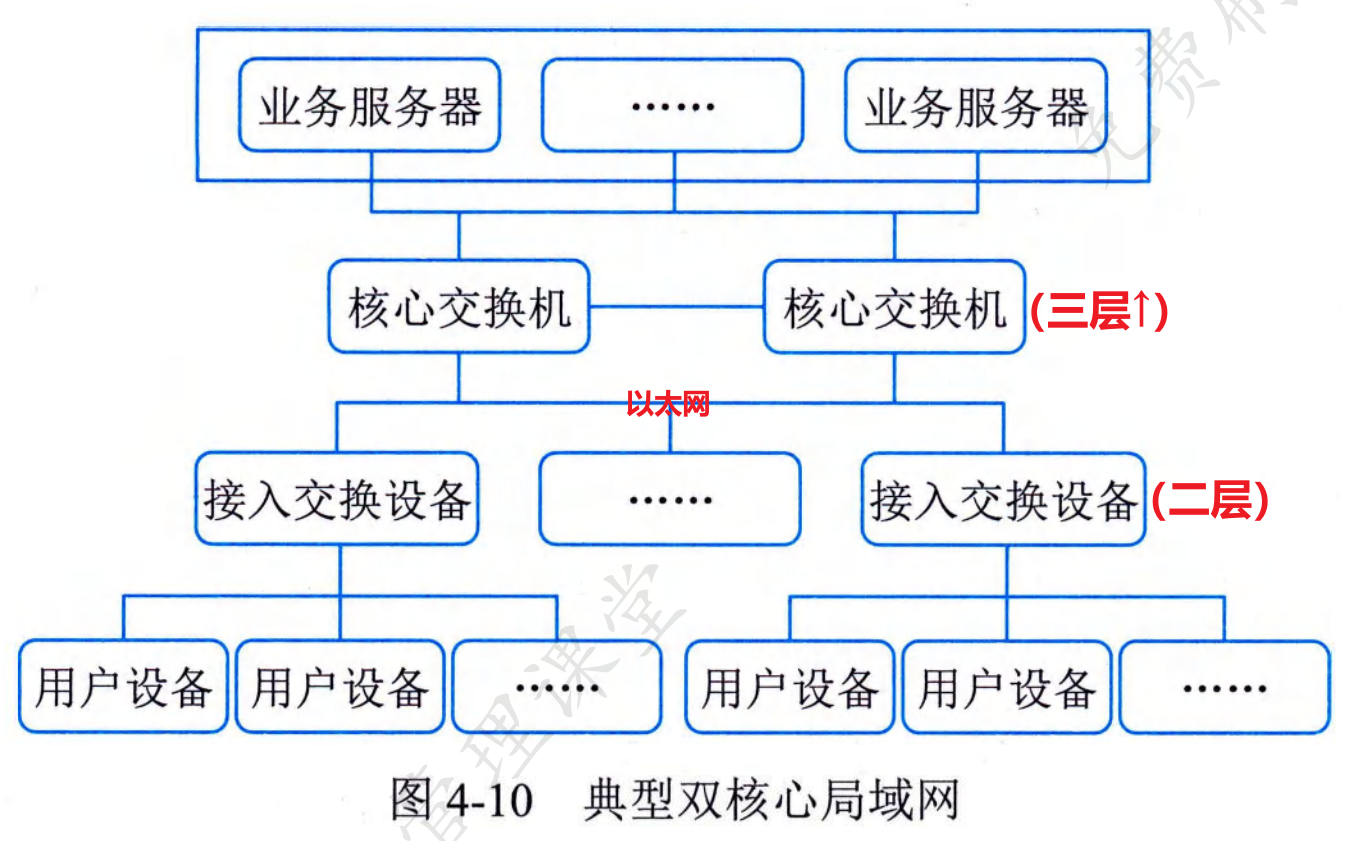 业务服务器 …… 业务服务器
核心交换机 核心交换机 (三层↑)
以太网
接入交换设备 …… 接入交换设备 (二层)
用户设备 用户设备 …… 用户设备 用户设备 ……
图 4-10 典型双核心局域网
免费
管理课堂